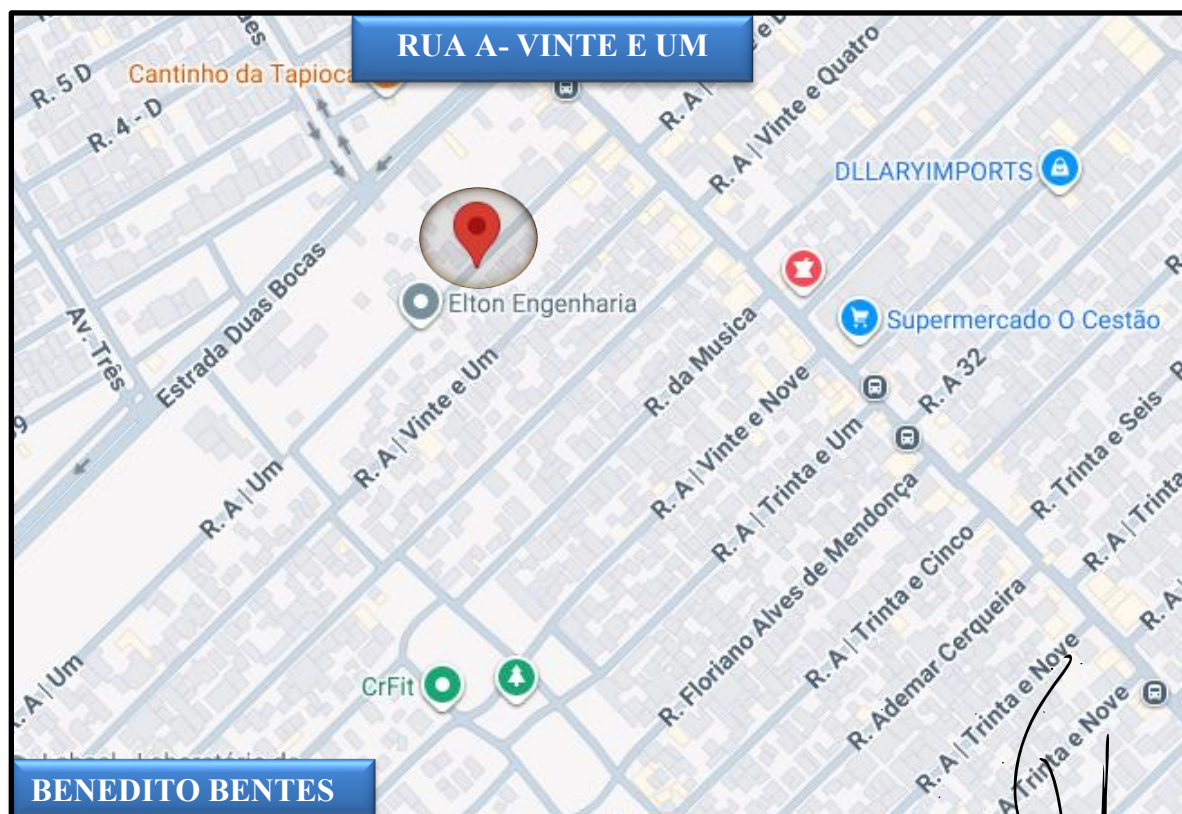 RUA A- VINTE E UM
R. 5 D
Cantinho da Tapioca
R. 4 - D
R. A | Vinte e Quatro
DLLARYIMPORTS
Estrada Duas Bocas
Av. Três
Elton Engenharia
Supermercado O Cestão
R. da Musica
R. A | Vinte e Um
R. A | Vinte e Nove
R. A 32
R. A | Um
R. A | Trinta e Um
R. Trinta e Seis
R. A | Trinta
R. Floriano Alves de Mendonça
R. A | Trinta e Cinco
R. Ademar Cerqueira
R. A | Trinta e Nove
A Trinta e Nove
R. A |
. A | Um
CrFit
BENEDITO BENTES